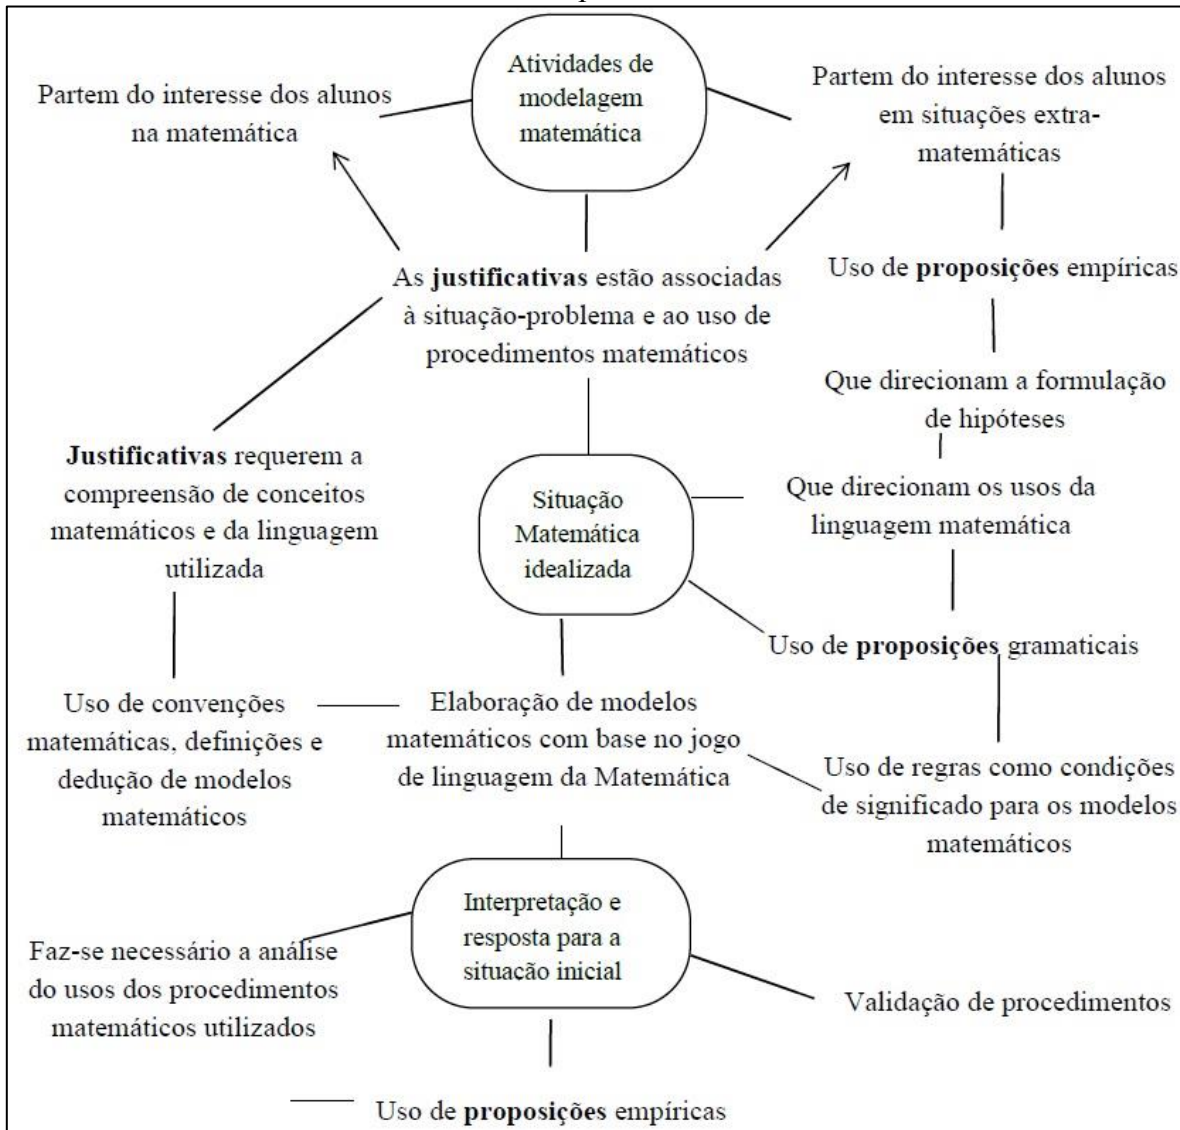 Atividades de
modelagem
matemática
Partem do interesse dos alunos
na matemática
Partem do interesse dos alunos
em situações extra-
matemáticas
As justificativas estão associadas
à situação-problema e ao uso de
procedimentos matemáticos
Uso de proposições empíricas
Que direcionam a formulação
de hipóteses
Justificativas requerem a
compreensão de conceitos
matemáticos e da linguagem
utilizada
Situação
Matemática
idealizada
Que direcionam os usos da
linguagem matemática
Uso de proposições gramaticais
Uso de convenções
matemáticas, definições e
dedução de modelos
matemáticos
Elaboração de modelos
matemáticos com base no jogo
de linguagem da Matemática
Uso de regras como condições
de significado para os modelos
matemáticos
Interpretação e
resposta para a
situação inicial
Faz-se necessário a análise
do usos dos procedimentos
matemáticos utilizados
Validação de procedimentos
Uso de proposições empíricas